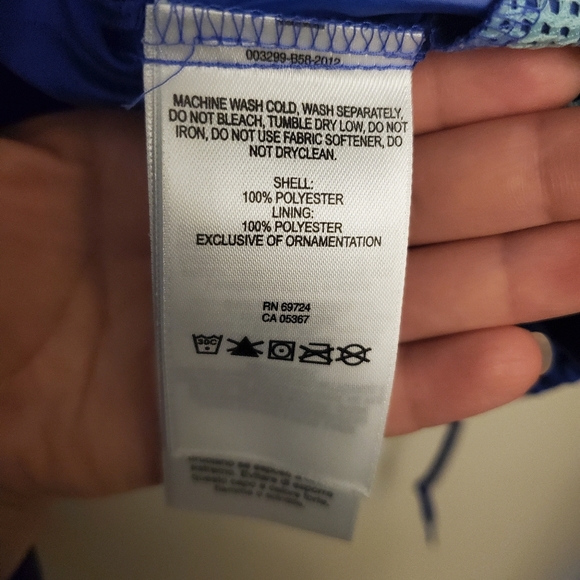 003299-B58-2012
MACHINE WASH COLD, WASH SEPARATELY,
DO NOT BLEACH, TUMBLE DRY LOW, DO NOT
IRON, DO NOT USE FABRIC SOFTENER, DO
NOT DRYCLEAN.
SHELL:
100% POLYESTER
LINING:
100% POLYESTER
EXCLUSIVE OF ORNAMENTATION
RN 69724
CA 05367
30C